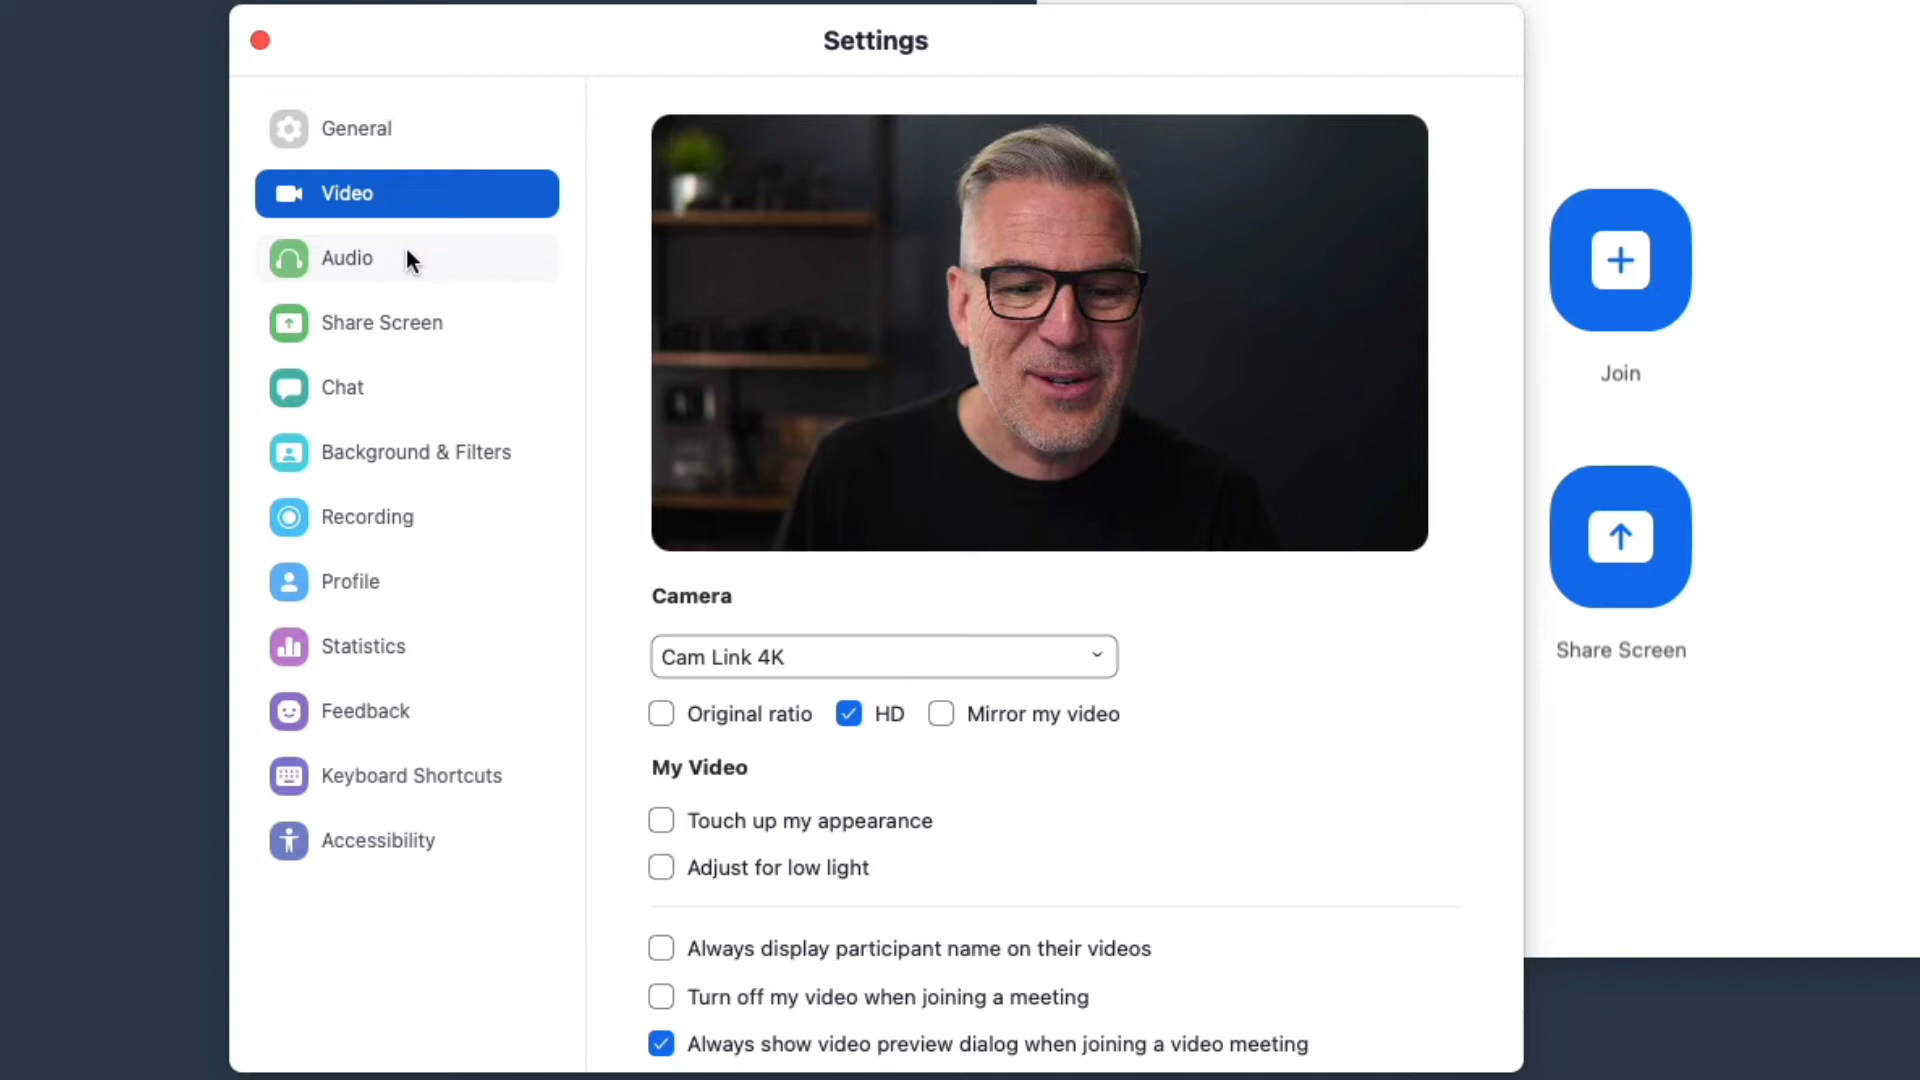 Settings
General
Video
Audio
Share Screen
Chat
Background & Filters
Recording
Profile
Statistics
Feedback
Keyboard Shortcuts
Accessibility
Camera
Cam Link 4K
Original ratio HD Mirror my video
My Video
Touch up my appearance
Adjust for low light
Always display participant name on their videos
Turn off my video when joining a meeting
Always show video preview dialog when joining a video meeting
Join
Share Screen